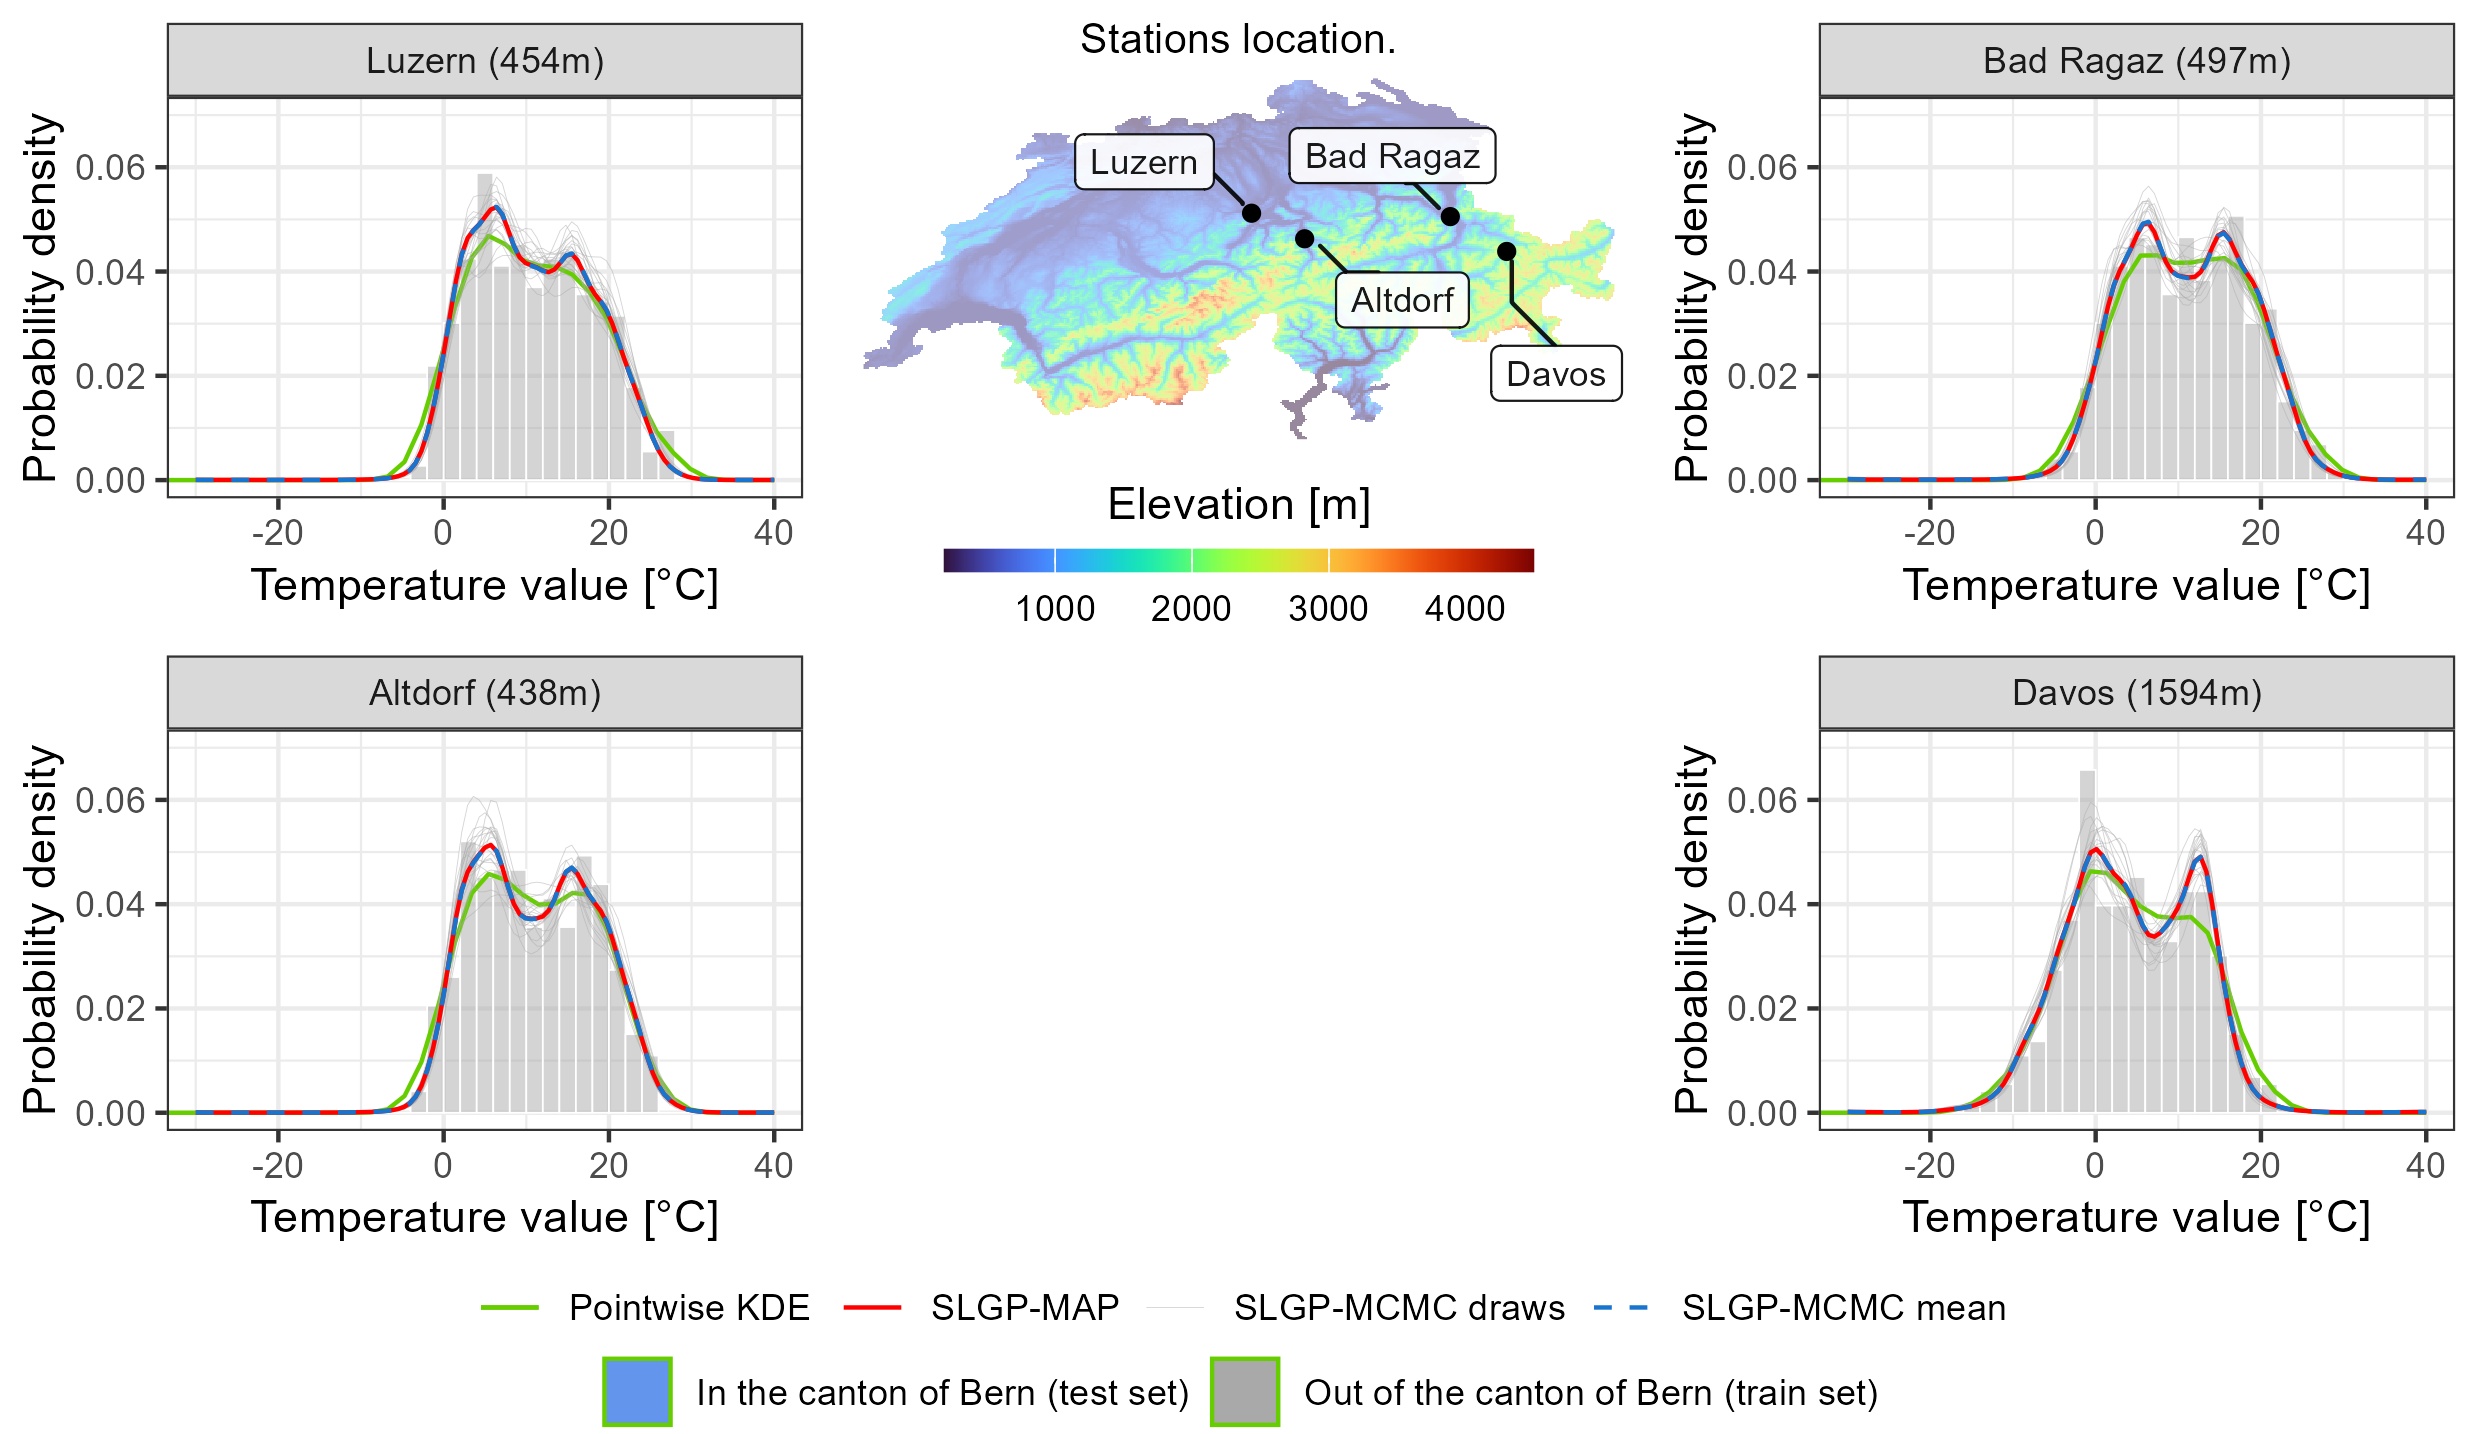 Luzern (454m)
Probability density
0.06
0.04
0.02
0.00
-20 0 20 40
Temperature value [°C]
Stations location.
Luzern
Bad Ragaz
Altdorf
Davos
Elevation [m]
1000 2000 3000 4000
Bad Ragaz (497m)
Probability density
0.06
0.04
0.02
0.00
-20 0 20 40
Temperature value [°C]
Altdorf (438m)
Probability density
0.06
0.04
0.02
0.00
-20 0 20 40
Temperature value [°C]
Davos (1594m)
Probability density
0.06
0.04
0.02
0.00
-20 0 20 40
Temperature value [°C]
Pointwise KDE SLGP-MAP SLGP-MCMC draws SLGP-MCMC mean
In the canton of Bern (test set) Out of the canton of Bern (train set)